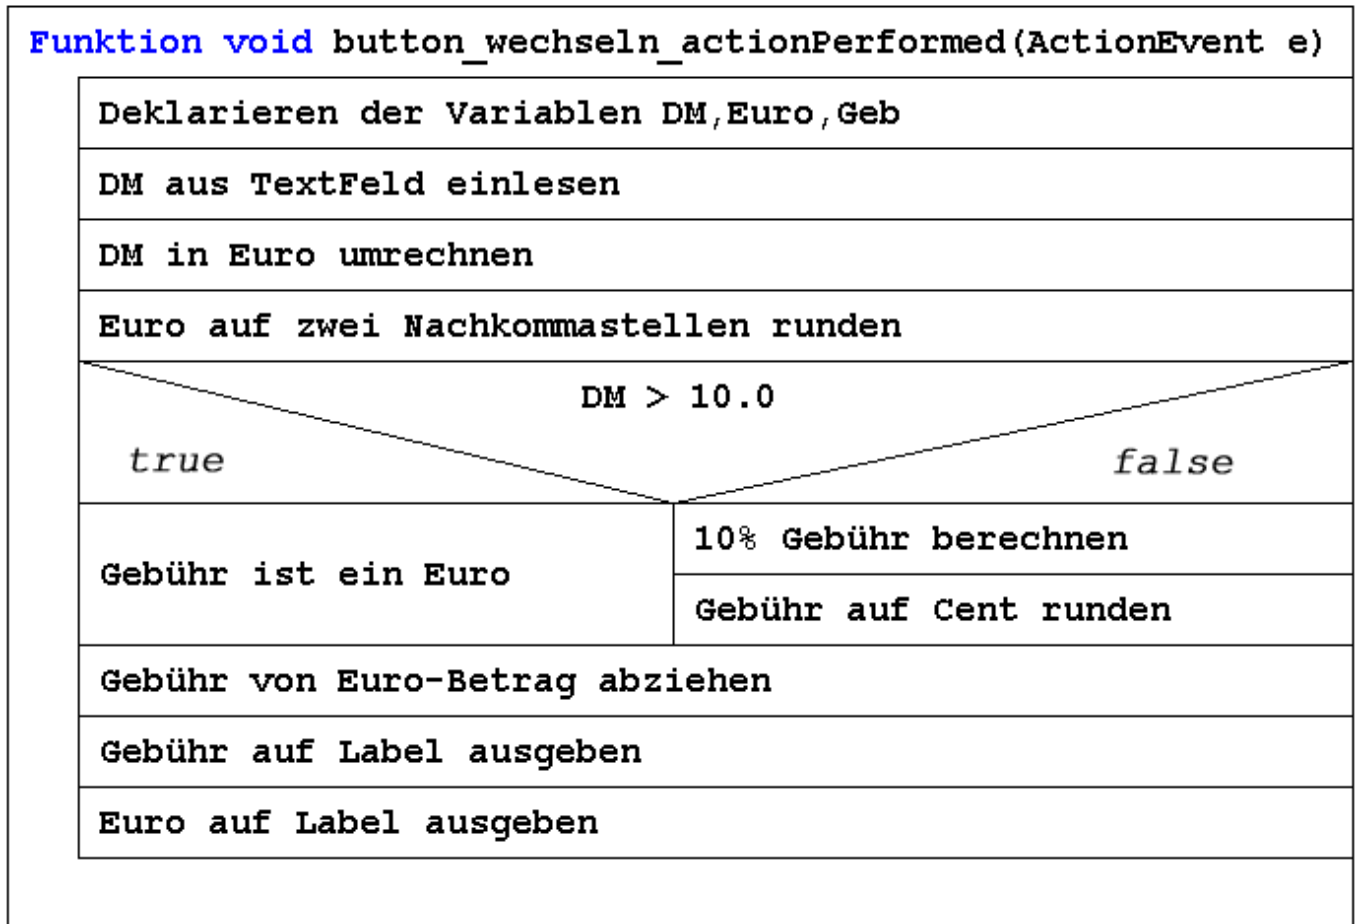 Funktion void button_wechseln_actionPerformed(ActionEvent e)
Deklarieren der Variablen DM,Euro,Geb
DM aus TextFeld einlesen
DM in Euro umrechnen
Euro auf zwei Nachkommastellen runden
DM > 10.0
true
false
Gebühr ist ein Euro
10% Gebühr berechnen
Gebühr auf Cent runden
Gebühr von Euro-Betrag abziehen
Gebühr auf Label ausgeben
Euro auf Label ausgeben